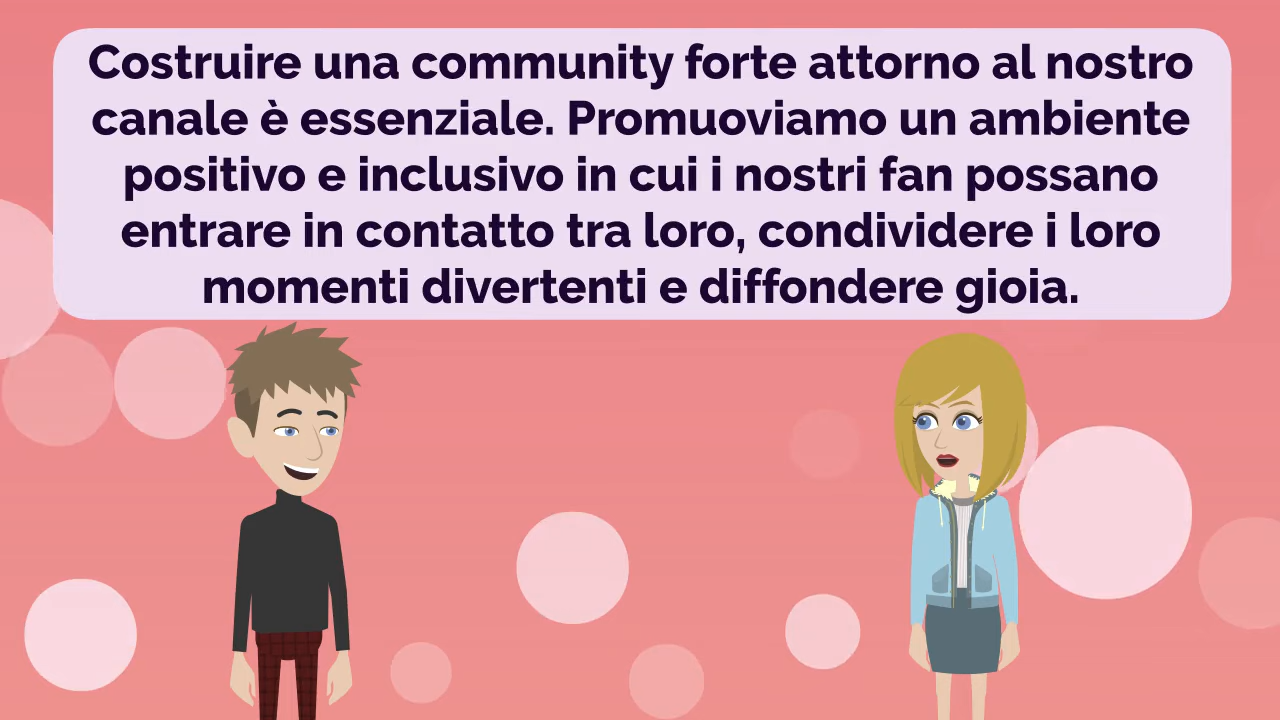 Costruire una community forte attorno al nostro
canale è essenziale. Promuoviamo un ambiente
positivo e inclusivo in cui i nostri fan possano
entrare in contatto tra loro, condividere i loro
momenti divertenti e diffondere gioia.